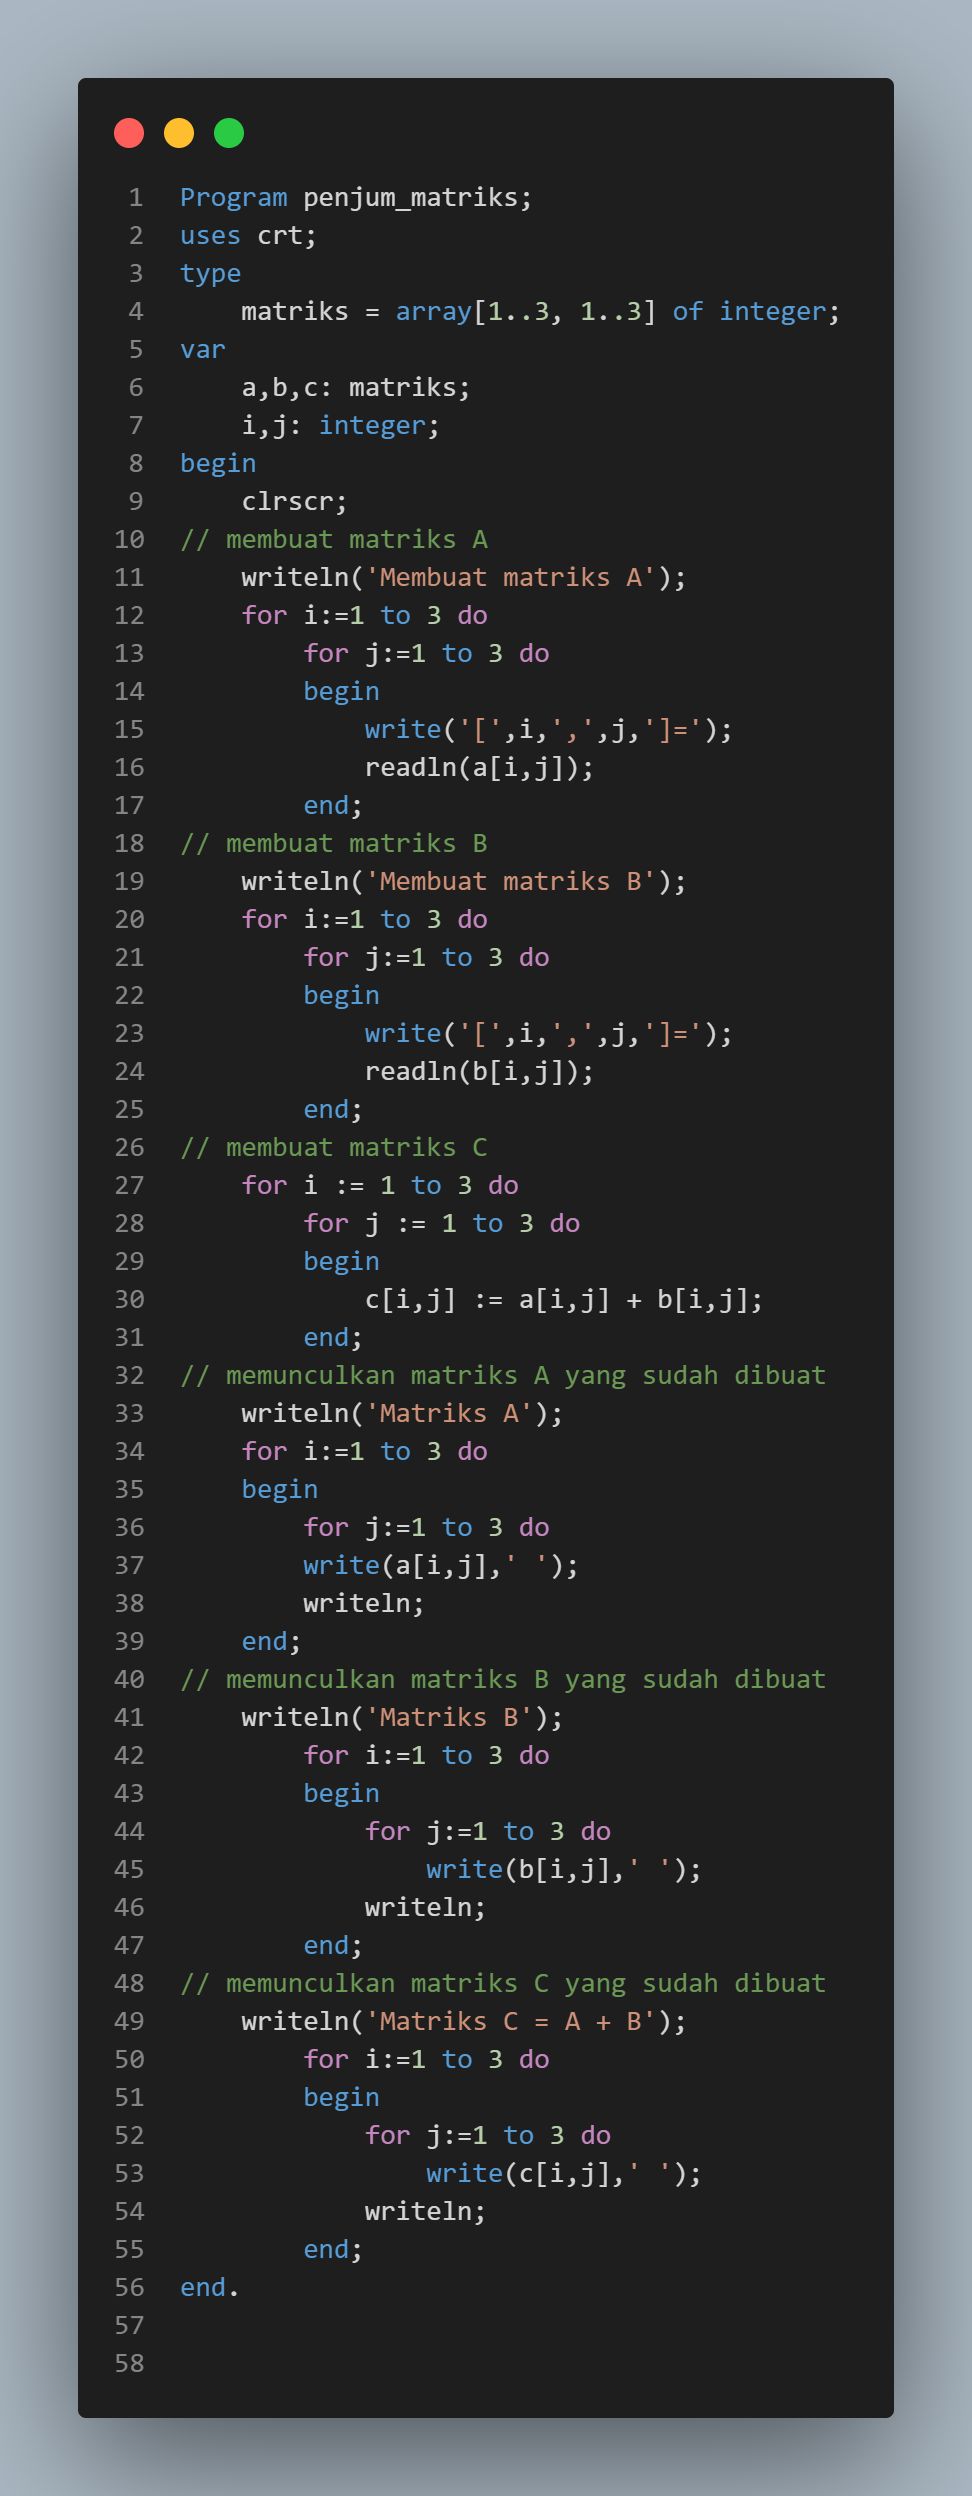 1 Program penjum_matriks;
2 uses crt;
3 type
4     matriks = array[1..3, 1..3] of integer;
5 var
6     a,b,c: matriks;
7     i,j: integer;
8 begin
9     clrscr;
10 // membuat matriks A
11     writeln('Membuat matriks A');
12     for i:=1 to 3 do
13         for j:=1 to 3 do
14         begin
15             write('[',i,',',j,']=');
16             readln(a[i,j]);
17         end;
18 // membuat matriks B
19     writeln('Membuat matriks B');
20     for i:=1 to 3 do
21         for j:=1 to 3 do
22         begin
23             write('[',i,',',j,']=');
24             readln(b[i,j]);
25         end;
26 // membuat matriks C
27     for i := 1 to 3 do
28         for j := 1 to 3 do
29         begin
30             c[i,j] := a[i,j] + b[i,j];
31         end;
32 // memunculkan matriks A yang sudah dibuat
33     writeln('Matriks A');
34     for i:=1 to 3 do
35     begin
36         for j:=1 to 3 do
37         write(a[i,j],' ');
38         writeln;
39     end;
40 // memunculkan matriks B yang sudah dibuat
41     writeln('Matriks B');
42         for i:=1 to 3 do
43         begin
44             for j:=1 to 3 do
45                 write(b[i,j],' ');
46             writeln;
47         end;
48 // memunculkan matriks C yang sudah dibuat
49     writeln('Matriks C = A + B');
50         for i:=1 to 3 do
51         begin
52             for j:=1 to 3 do
53                 write(c[i,j],' ');
54             writeln;
55         end;
56 end.
57
58